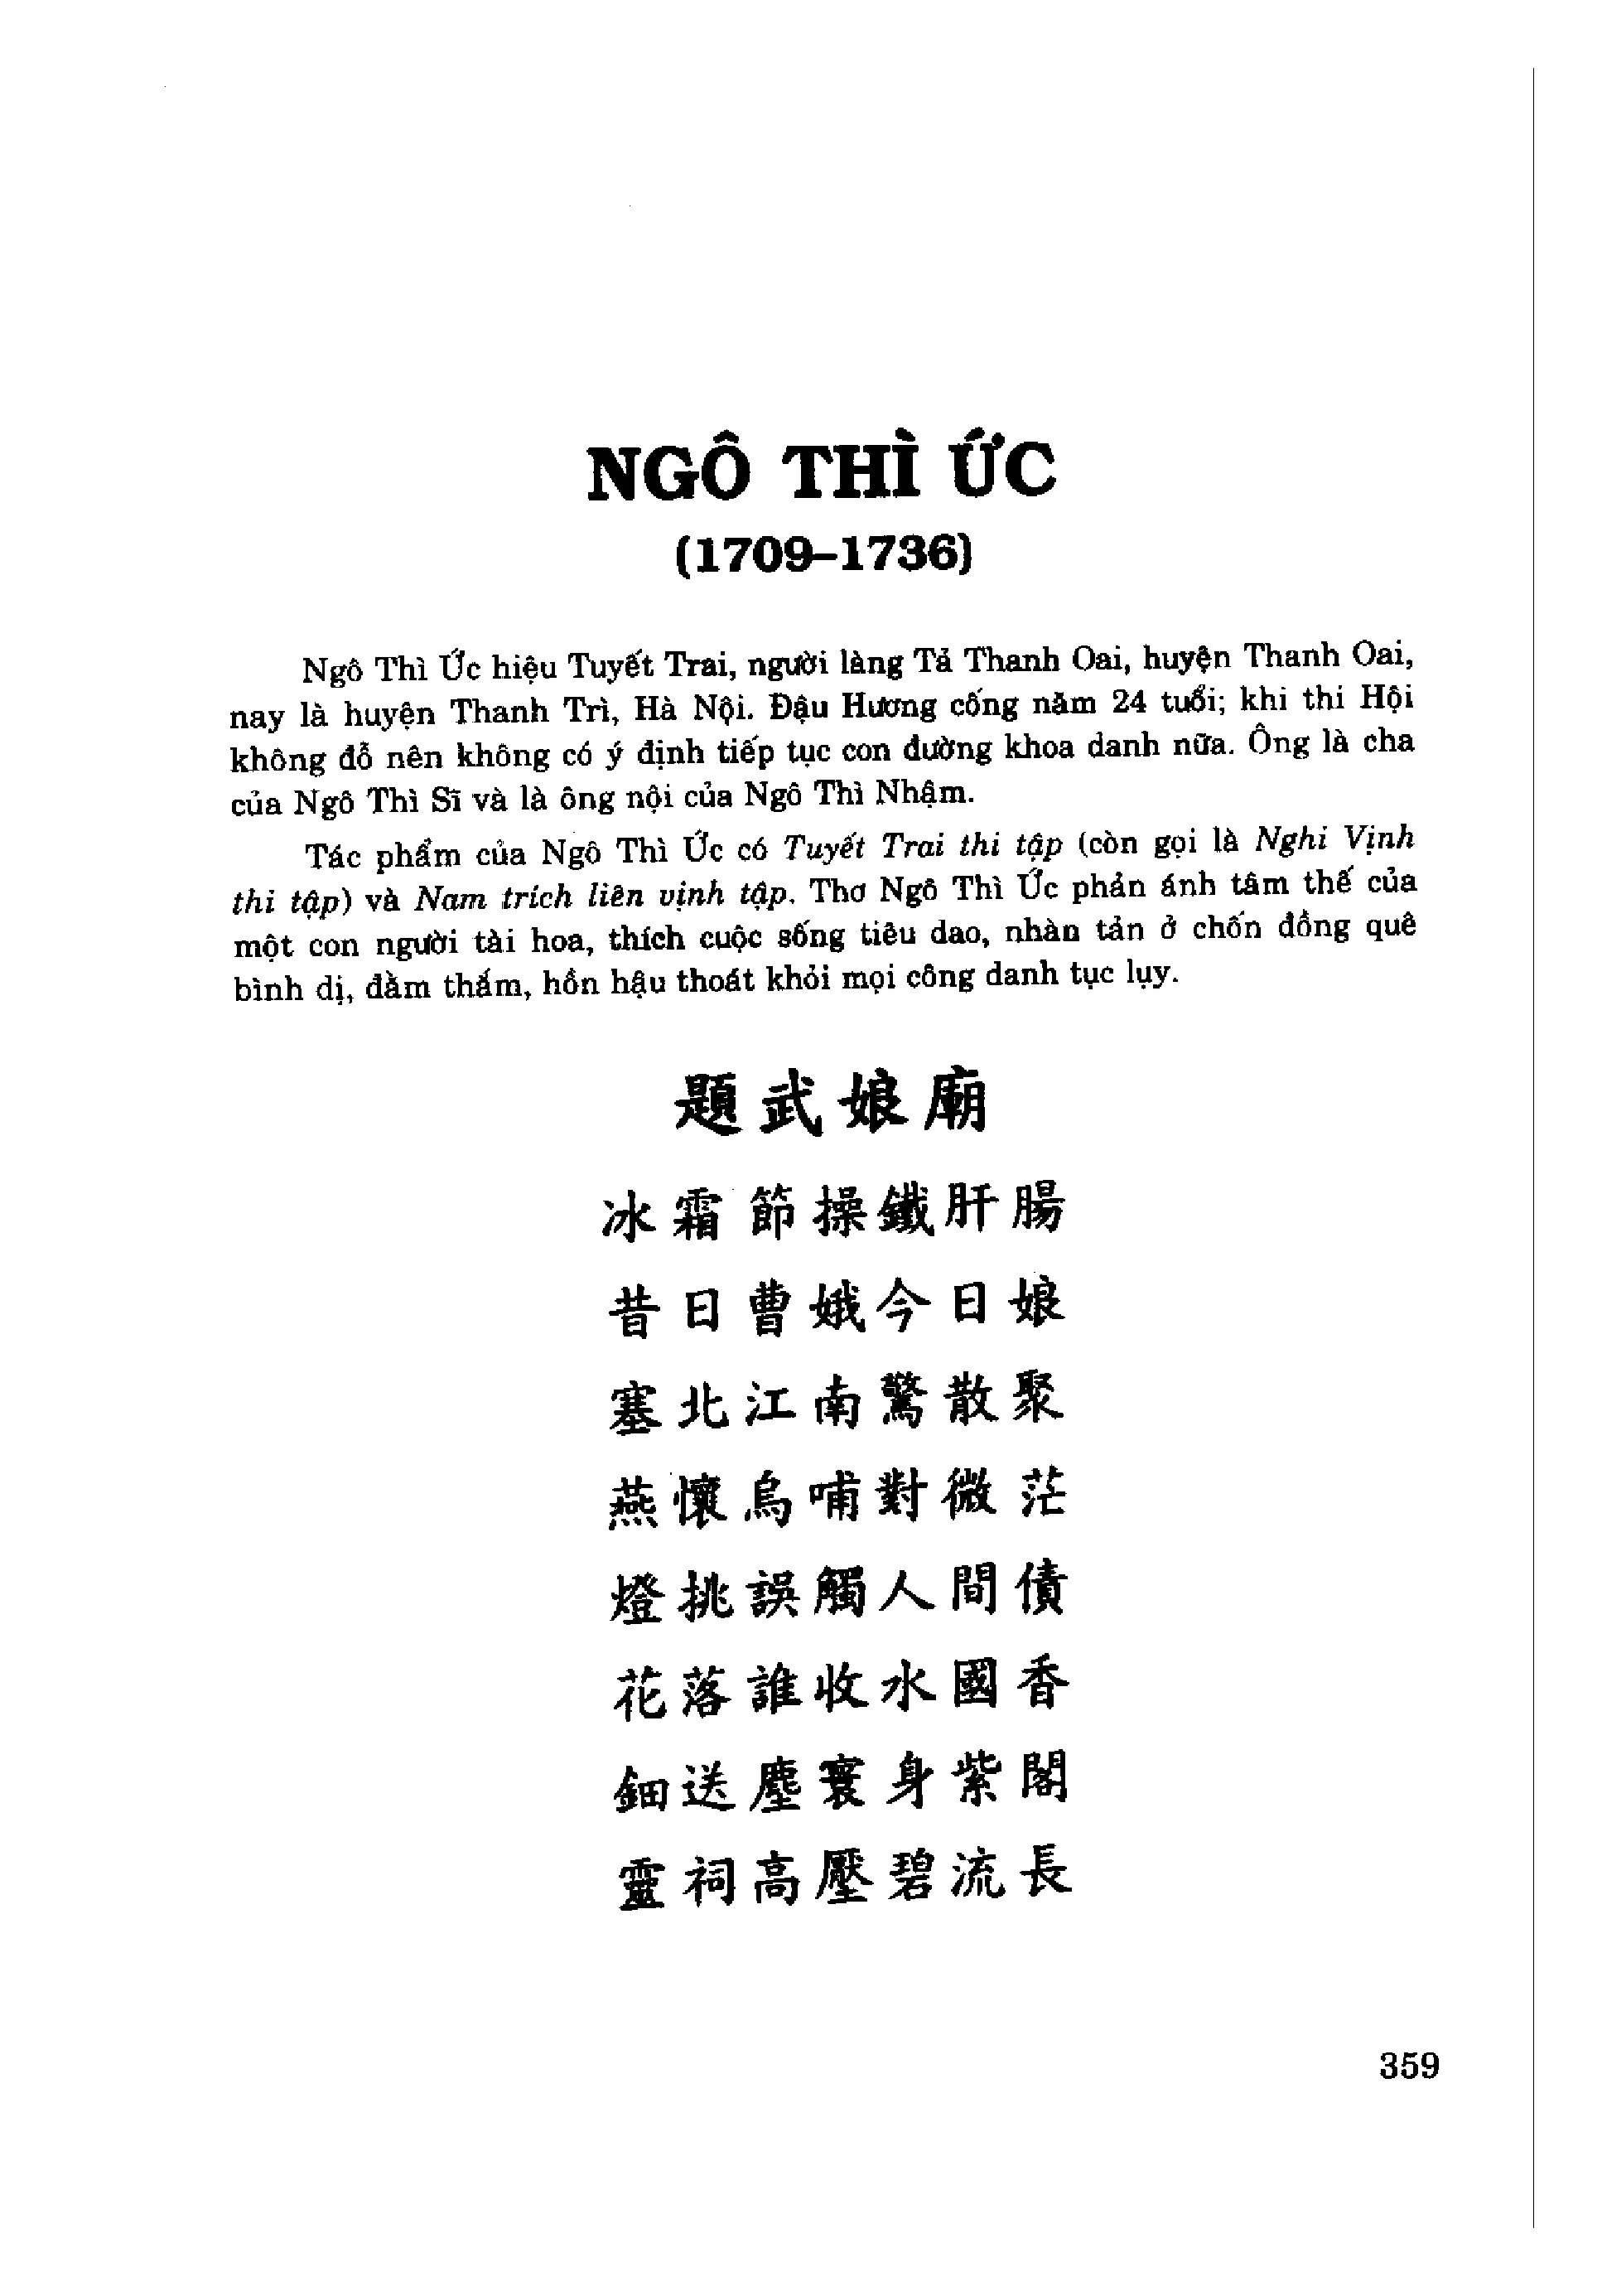 NGÔ THÌ ỨC
(1709–1736)
Ngô Thì Ức hiệu Tuyết Trai, người làng Tả Thanh Oai, huyện Thanh Oai,
nay là huyện Thanh Trì, Hà Nội. Đậu Hương cống năm 24 tuổi; khi thi Hội
không đỗ nên không có ý định tiếp tục con đường khoa danh nữa. Ông là cha
của Ngô Thì Sĩ và là ông nội của Ngô Thì Nhậm.
Tác phẩm của Ngô Thì Ức có Tuyết Trai thi tập (còn gọi là Nghi Vịnh
thi tập) và Nam trích liên vịnh tập. Thơ Ngô Thì Ức phản ánh tâm thế của
một con người tài hoa, thích cuộc sống tiêu dao, nhàn tản ở chốn đồng quê
bình dị, đằm thắm, hồn hậu thoát khỏi mọi công danh tục lụy.
題武娘廟
冰霜節操鐵肝腸
昔日曹娥今日娘
塞北江南驚散聚
燕懷烏哺對微茫
燈挑誤觸人間債
花落誰收水國香
鈿送塵寰身紫閣
靈祠高壓碧流長
359